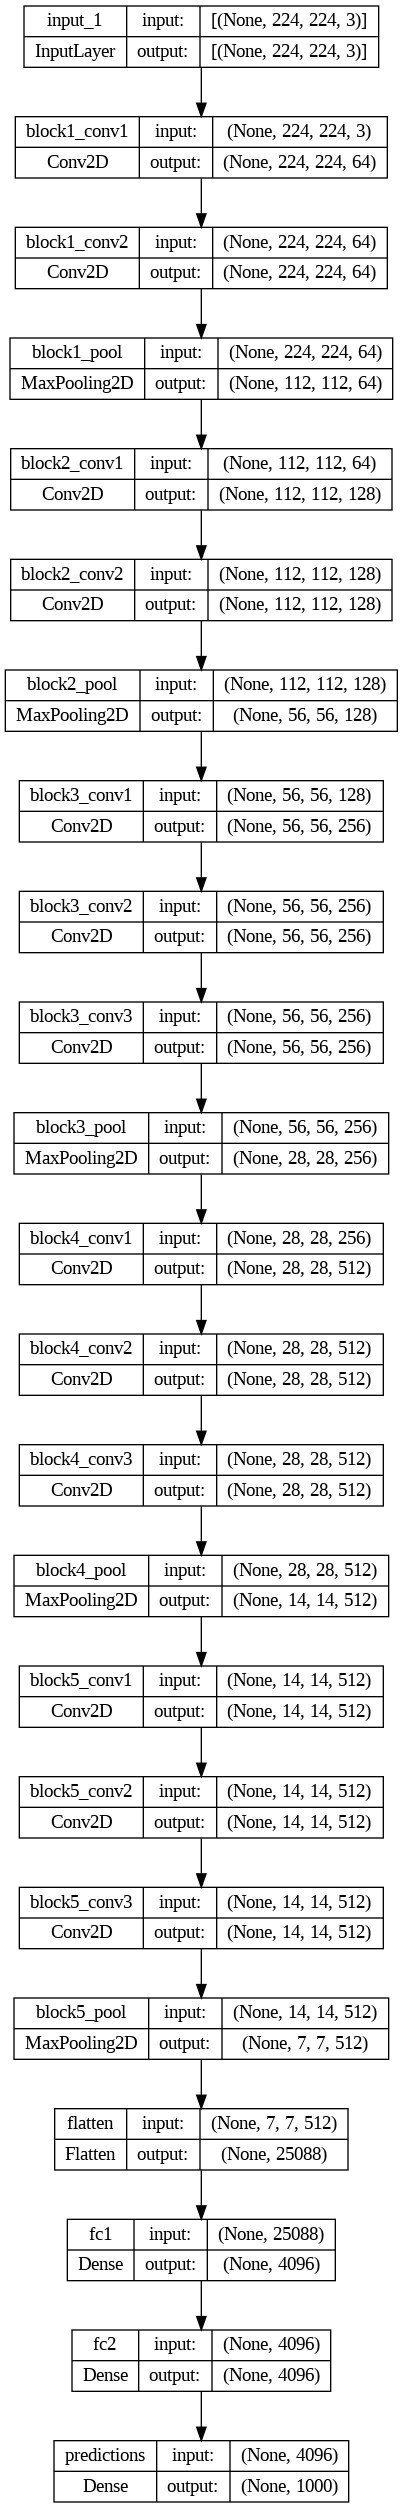 input_1 input: [(None, 224, 224, 3)]
InputLayer output: [(None, 224, 224, 3)]
block1_conv1 input: (None, 224, 224, 3)
Conv2D output: (None, 224, 224, 64)
block1_conv2 input: (None, 224, 224, 64)
Conv2D output: (None, 224, 224, 64)
block1_pool input: (None, 224, 224, 64)
MaxPooling2D output: (None, 112, 112, 64)
block2_conv1 input: (None, 112, 112, 64)
Conv2D output: (None, 112, 112, 128)
block2_conv2 input: (None, 112, 112, 128)
Conv2D output: (None, 112, 112, 128)
block2_pool input: (None, 112, 112, 128)
MaxPooling2D output: (None, 56, 56, 128)
block3_conv1 input: (None, 56, 56, 128)
Conv2D output: (None, 56, 56, 256)
block3_conv2 input: (None, 56, 56, 256)
Conv2D output: (None, 56, 56, 256)
block3_conv3 input: (None, 56, 56, 256)
Conv2D output: (None, 56, 56, 256)
block3_pool input: (None, 56, 56, 256)
MaxPooling2D output: (None, 28, 28, 256)
block4_conv1 input: (None, 28, 28, 256)
Conv2D output: (None, 28, 28, 512)
block4_conv2 input: (None, 28, 28, 512)
Conv2D output: (None, 28, 28, 512)
block4_conv3 input: (None, 28, 28, 512)
Conv2D output: (None, 28, 28, 512)
block4_pool input: (None, 28, 28, 512)
MaxPooling2D output: (None, 14, 14, 512)
block5_conv1 input: (None, 14, 14, 512)
Conv2D output: (None, 14, 14, 512)
block5_conv2 input: (None, 14, 14, 512)
Conv2D output: (None, 14, 14, 512)
block5_conv3 input: (None, 14, 14, 512)
Conv2D output: (None, 14, 14, 512)
block5_pool input: (None, 14, 14, 512)
MaxPooling2D output: (None, 7, 7, 512)
flatten input: (None, 7, 7, 512)
Flatten output: (None, 25088)
fc1 input: (None, 25088)
Dense output: (None, 4096)
fc2 input: (None, 4096)
Dense output: (None, 4096)
predictions input: (None, 4096)
Dense output: (None, 1000)